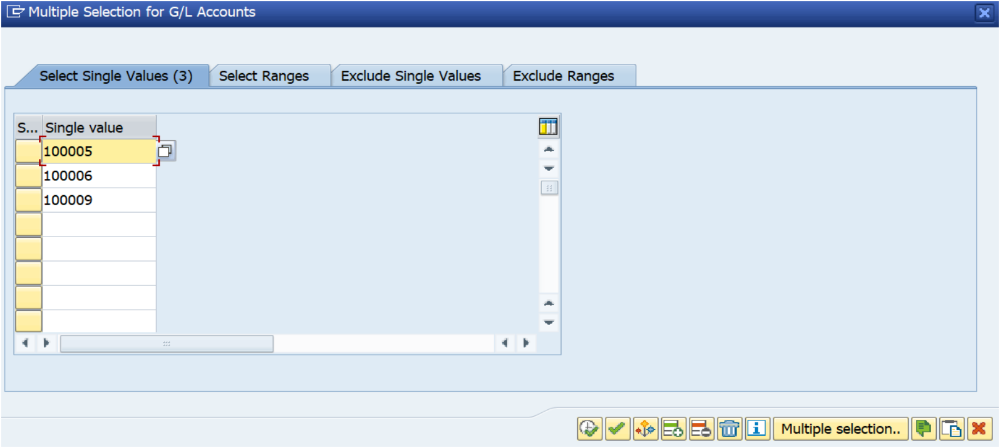 Multiple Selection for G/L Accounts
Select Single Values (3) Select Ranges Exclude Single Values Exclude Ranges
S... Single value
100005
100006
100009
Multiple selection..